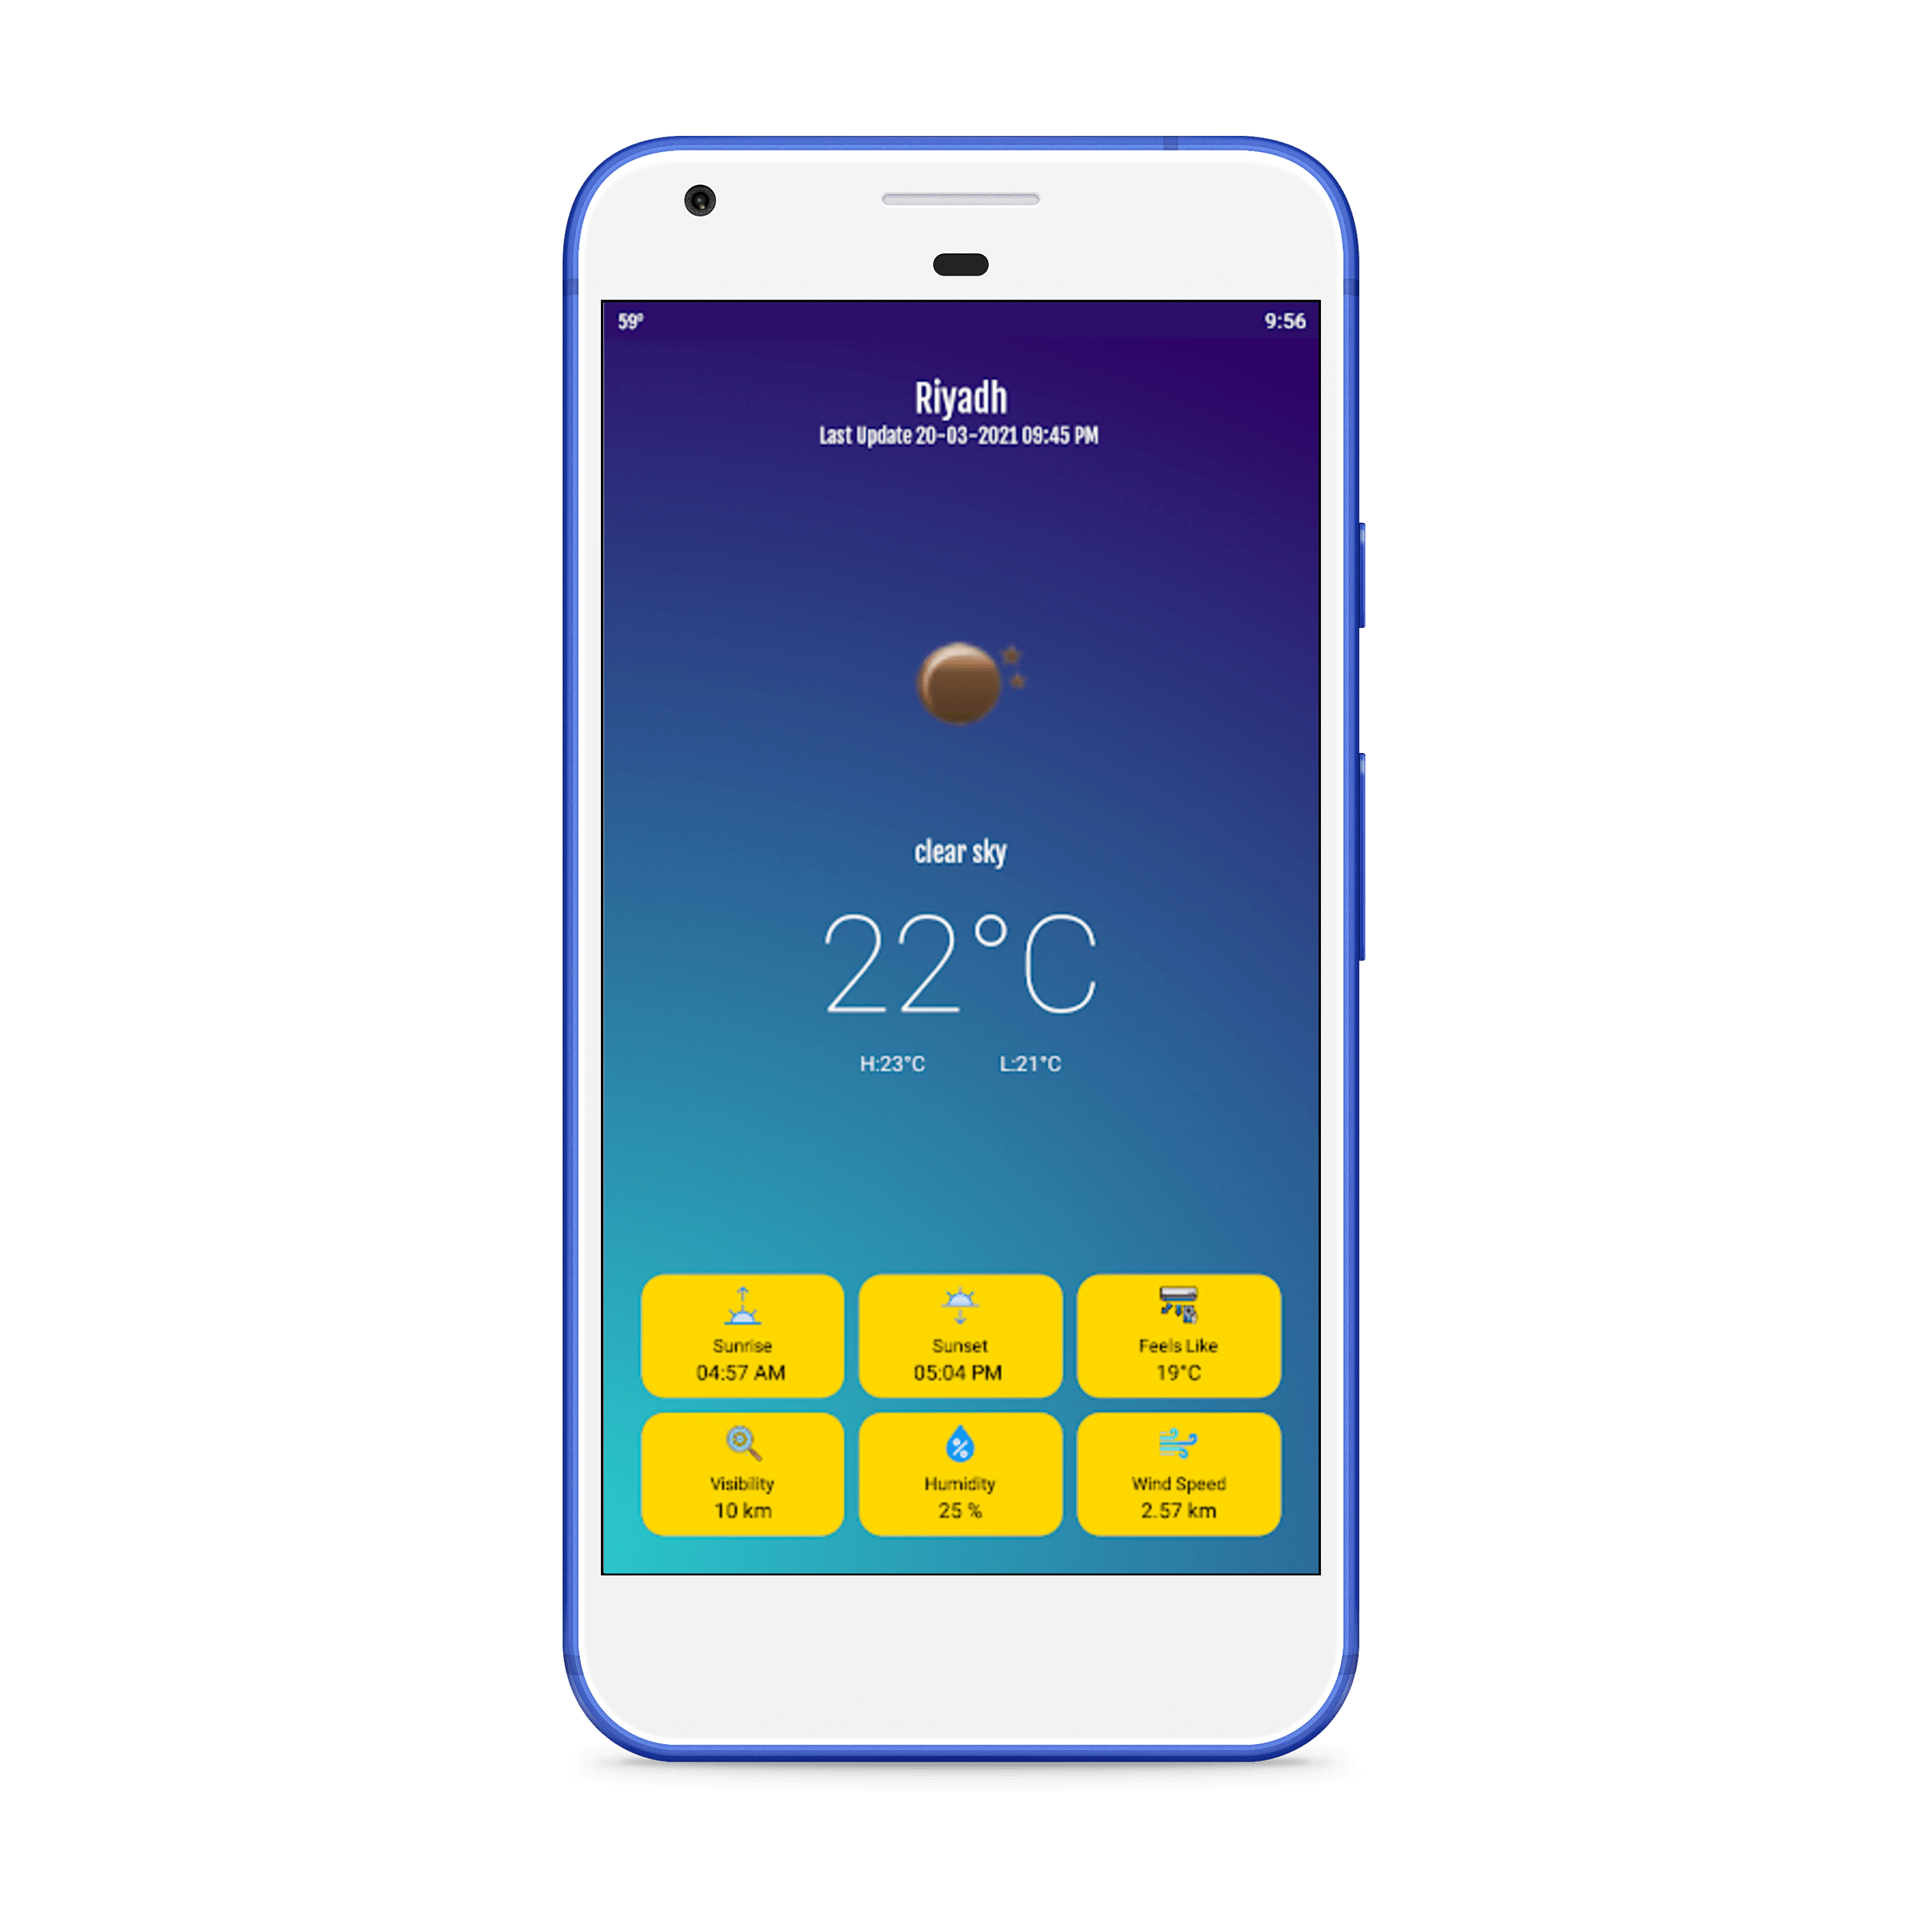 59°
9:56
Riyadh
Last Update 20-03-2021 09:45 PM
clear sky
22°C
H:23°C
L:21°C
Sunrise
04:57 AM
Sunset
05:04 PM
Feels Like
19°C
Visibility
10 km
Humidity
25 %
Wind Speed
2.57 km